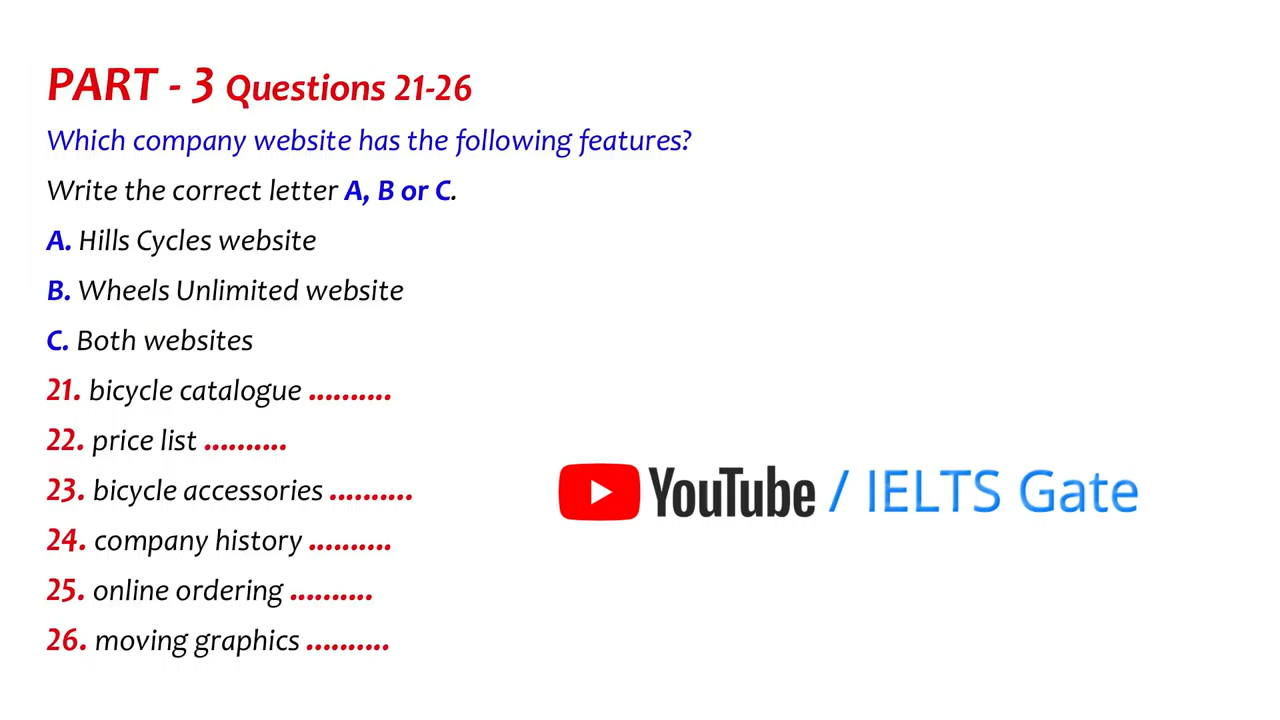 PART - 3 Questions 21-26
Which company website has the following features?
Write the correct letter A, B or C.
A. Hills Cycles website
B. Wheels Unlimited website
C. Both websites
21. bicycle catalogue ..........
22. price list ..........
23. bicycle accessories ..........
24. company history ..........
25. online ordering ..........
26. moving graphics ..........
YouTube / IELTS Gate